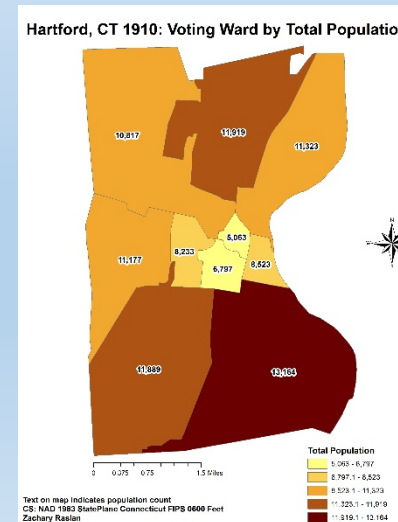 Hartford, CT 1910: Voting Ward by Total Populatio
10,817
11,919
11,323
5,063
8,233
11,177
8,523
6,797
11,889
13,164
0 0.375 0.75 1.5 Miles
Text on map indicates population count
CS: NAD 1983 StatePlane Connecticut FIPS 0600 Feet
Zachary Raslan
Total Population
5,063 - 6,797
6,797.1 - 8,523
8,523.1 - 11,323
11,323.1 - 11,919
11,919.1 - 13,164